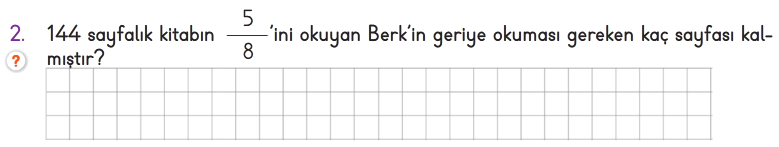 2. 144 sayfalık kitabın 5/8'ini okuyan Berk'in geriye okuması gereken kaç sayfası kal-
? mıştır?